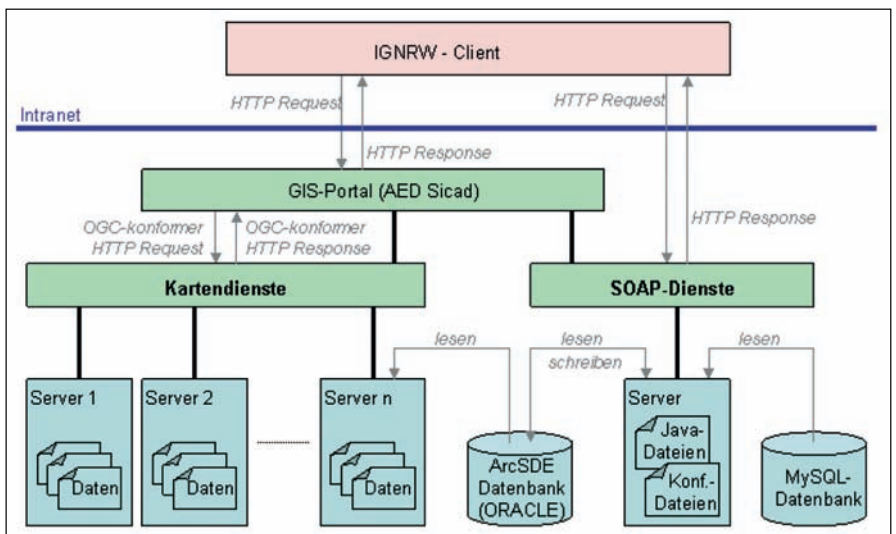 IGNRW - Client
HTTP Request
HTTP Request
Intranet
HTTP Response
GIS-Portal (AED Sicad)
OGC-konformer
HTTP Request
OGC-konformer
HTTP Response
HTTP Response
Kartendienste
SOAP-Dienste
lesen
lesen
schreiben
lesen
Server 1
Daten
Server 2
Daten
Server n
Daten
ArcSDE
Datenbank
(ORACLE)
Server
Java-
Dateien
Konf.-
Dateien
MySQL-
Datenbank